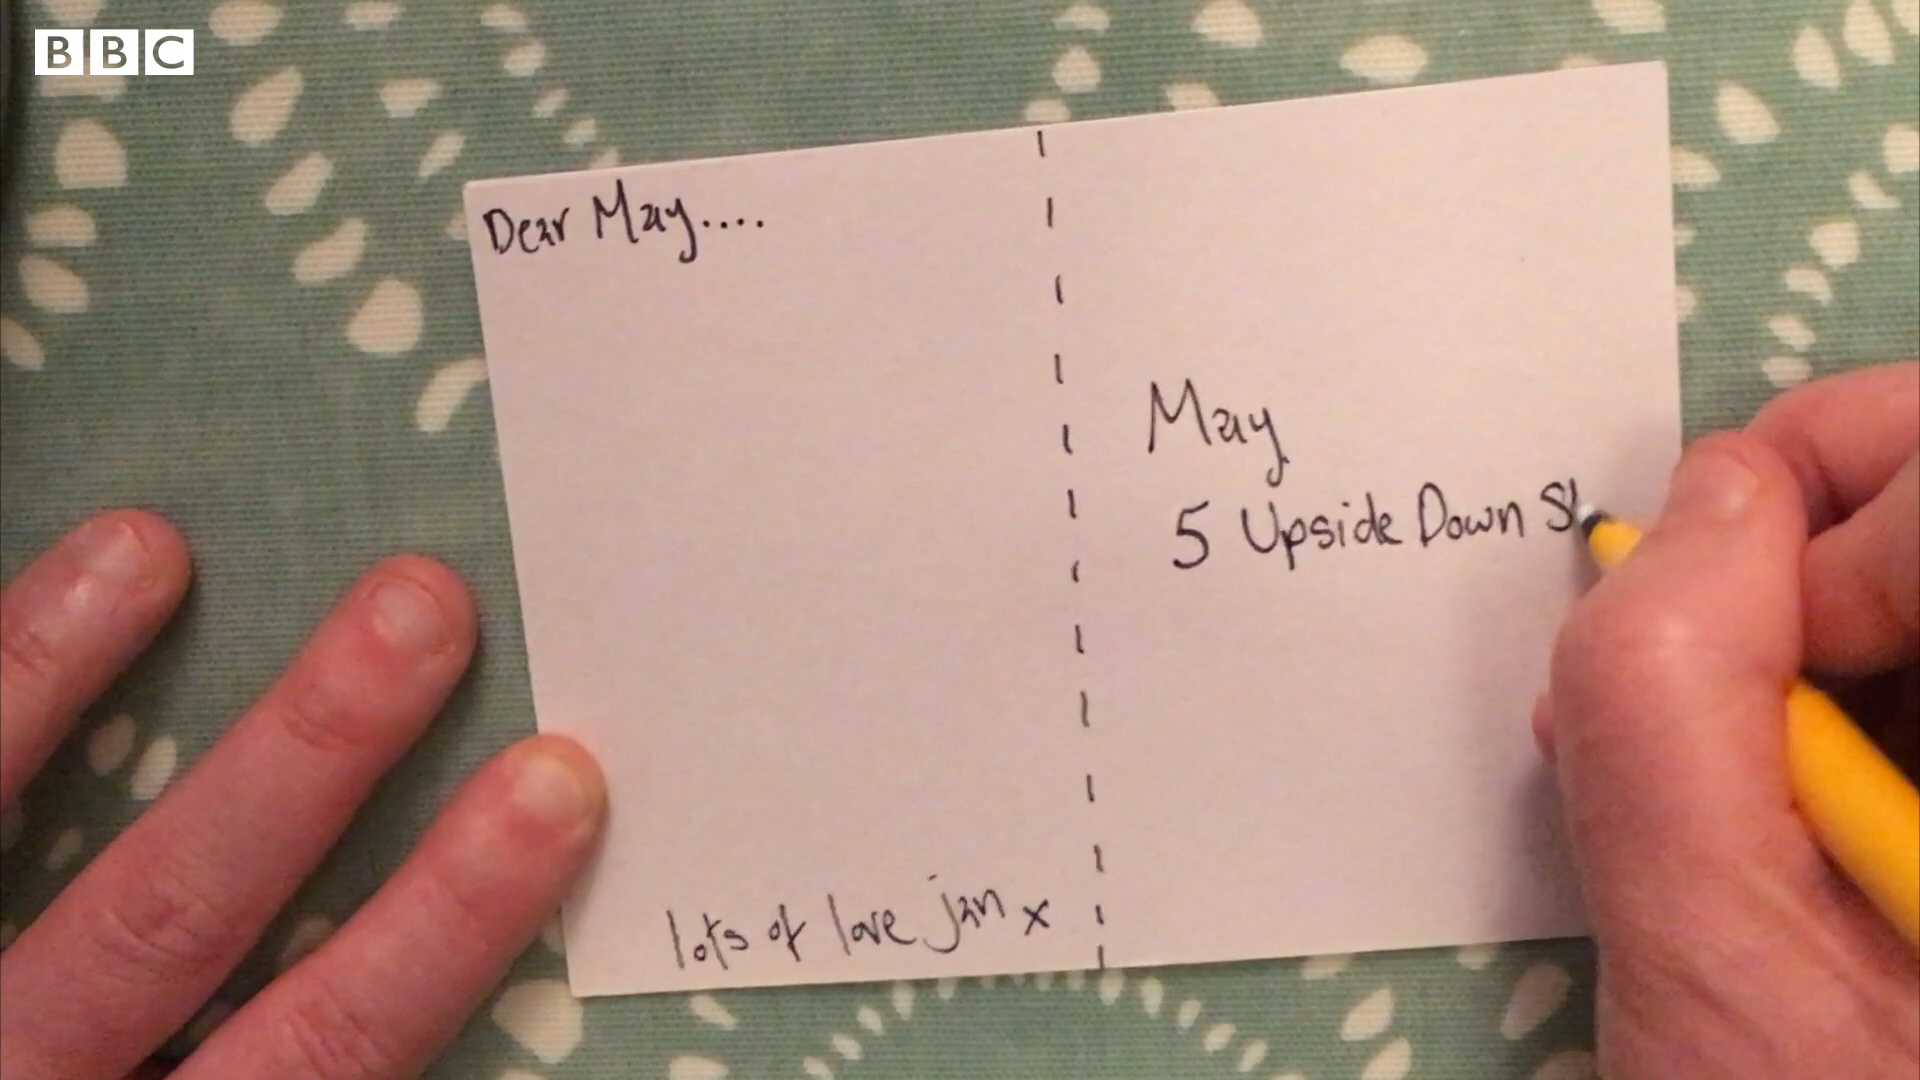 BBC
Dear May....
May
5 Upside Down
lots of love jan x